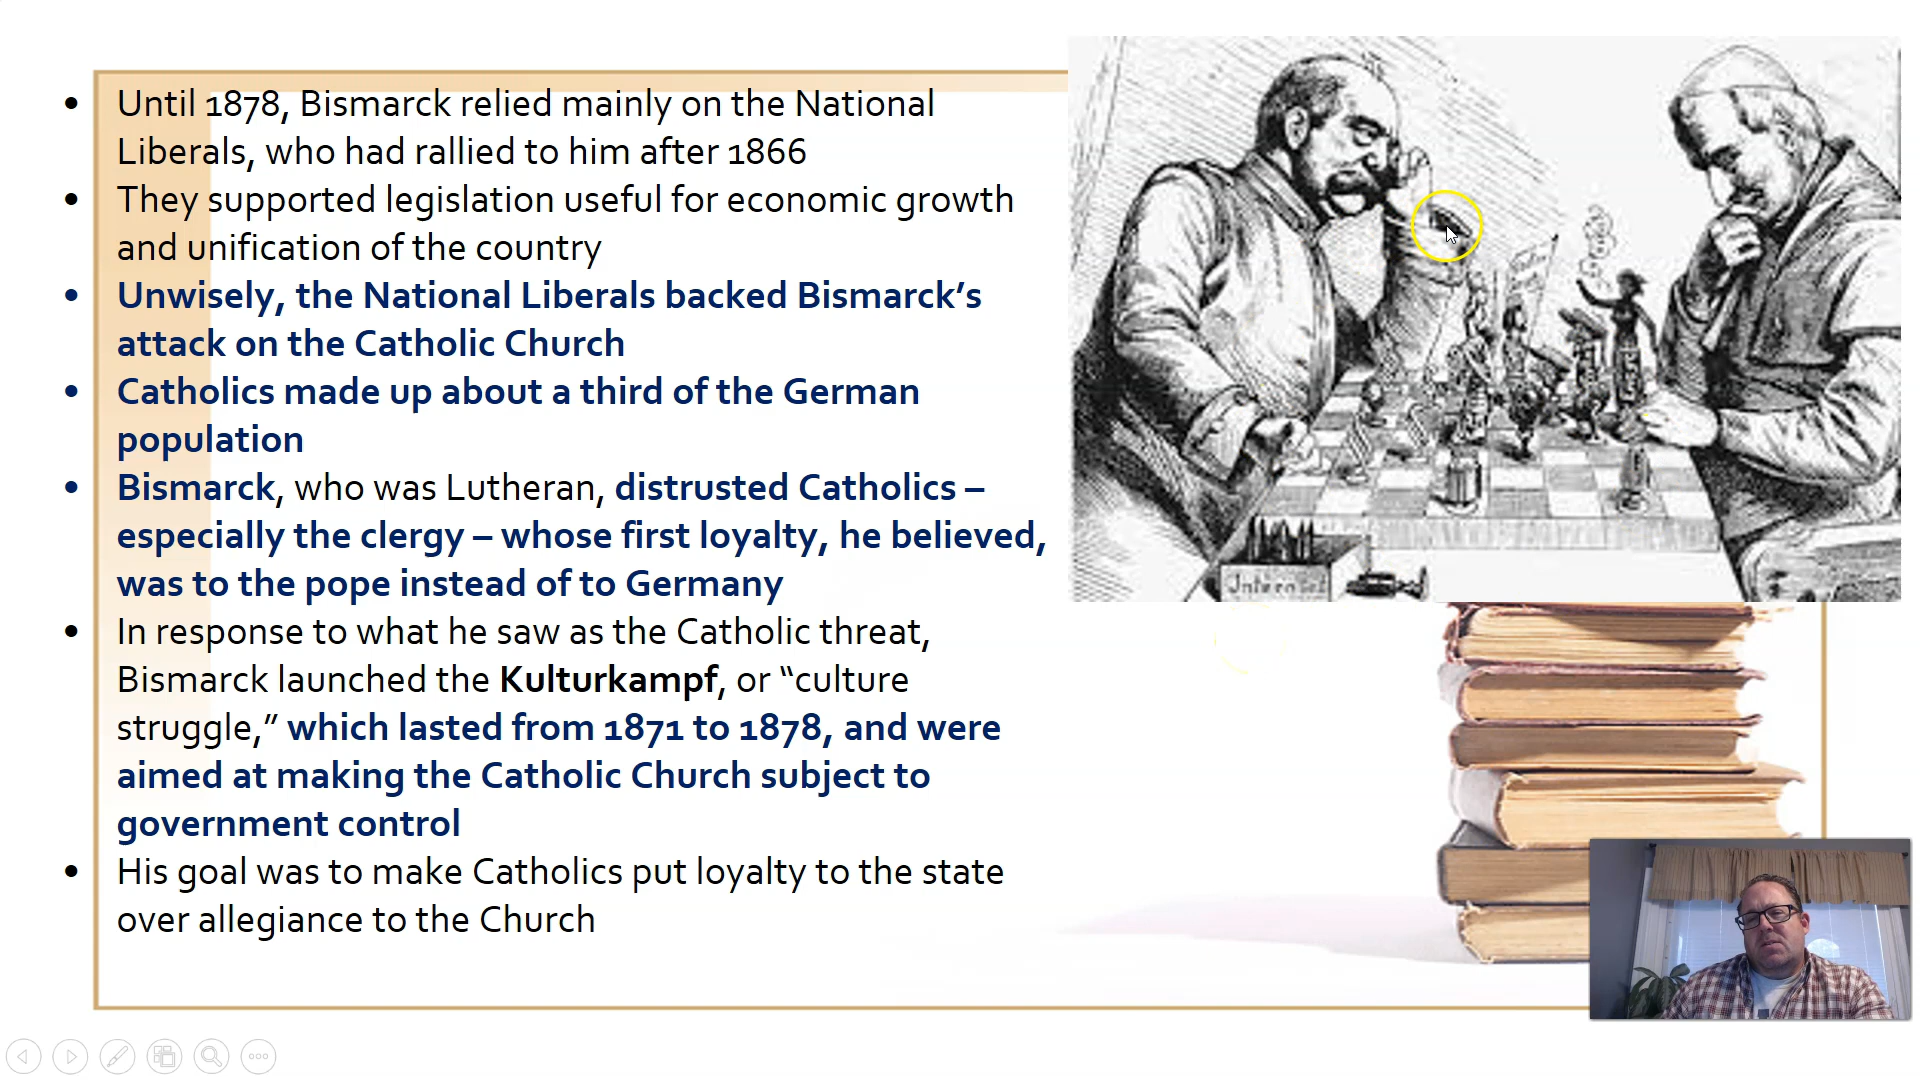 • Until 1878, Bismarck relied mainly on the National
Liberals, who had rallied to him after 1866
• They supported legislation useful for economic growth
and unification of the country
• Unwisely, the National Liberals backed Bismarck’s
attack on the Catholic Church
• Catholics made up about a third of the German
population
• Bismarck, who was Lutheran, distrusted Catholics –
especially the clergy – whose first loyalty, he believed,
was to the pope instead of to Germany
• In response to what he saw as the Catholic threat,
Bismarck launched the Kulturkampf, or “culture
struggle,” which lasted from 1871 to 1878, and were
aimed at making the Catholic Church subject to
government control
• His goal was to make Catholics put loyalty to the state
over allegiance to the Church